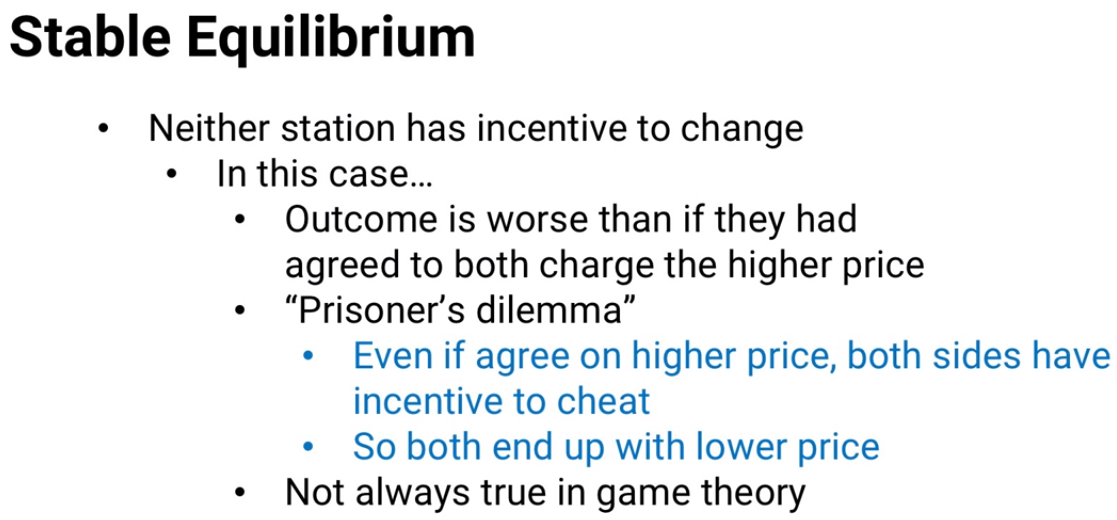 Stable Equilibrium
• Neither station has incentive to change
• In this case…
• Outcome is worse than if they had
agreed to both charge the higher price
• “Prisoner’s dilemma”
• Even if agree on higher price, both sides have
incentive to cheat
• So both end up with lower price
• Not always true in game theory